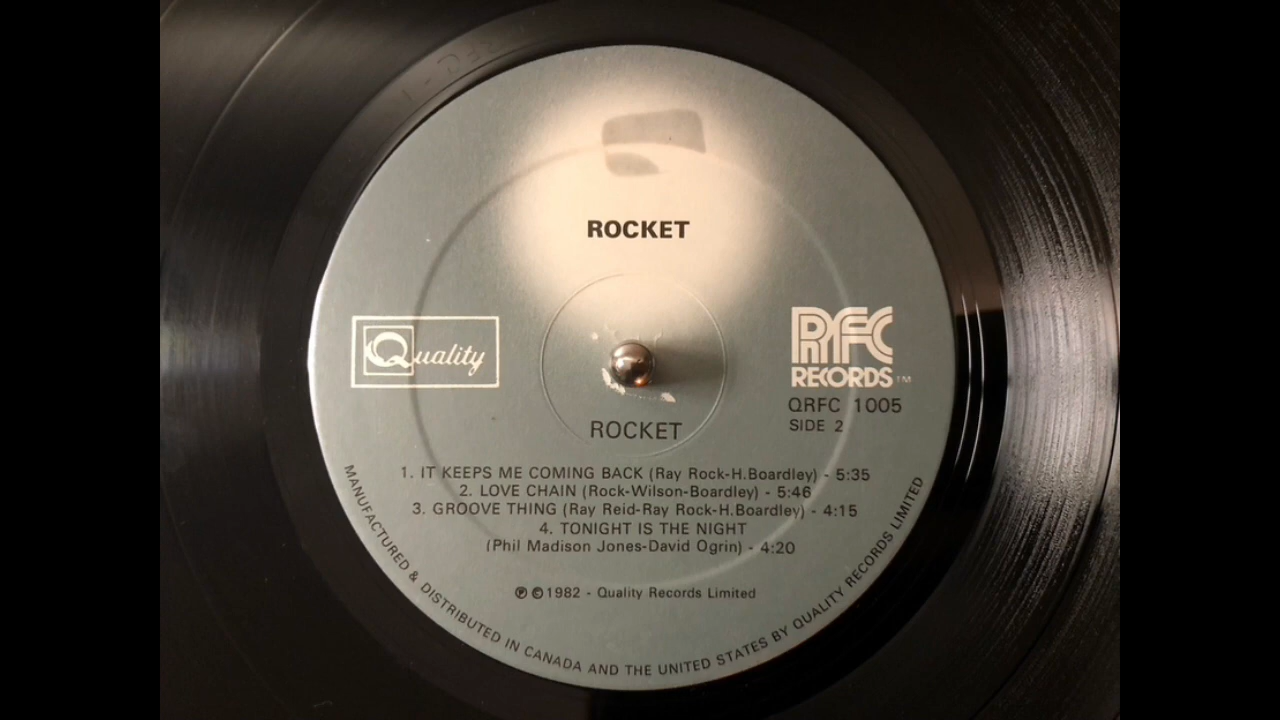 ROCKET
Quality
RFC
RECORDS™
QRFC 1005
SIDE 2
ROCKET
1. IT KEEPS ME COMING BACK (Ray Rock-H.Boardley) - 5:35
2. LOVE CHAIN (Rock-Wilson-Boardley) - 5:46
3. GROOVE THING (Ray Reid-Ray Rock-H.Boardley) - 4:15
4. TONIGHT IS THE NIGHT
(Phil Madison Jones-David Ogrin) - 4:20
℗ © 1982 - Quality Records Limited
MANUFACTURED & DISTRIBUTED IN CANADA AND THE UNITED STATES BY QUALITY RECORDS LIMITED